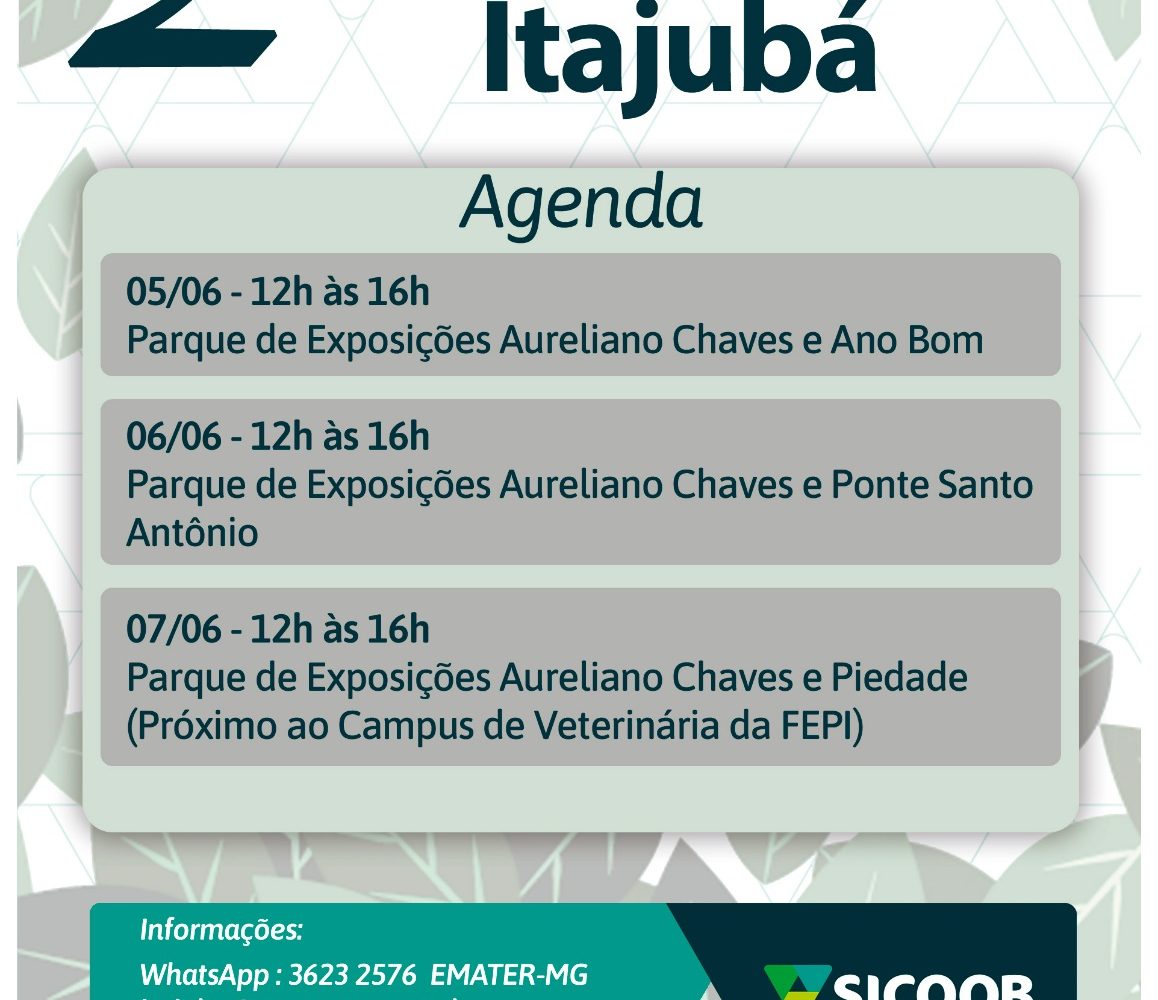 2
Itajubá
Agenda
05/06 - 12h às 16h
Parque de Exposições Aureliano Chaves e Ano Bom
06/06 - 12h às 16h
Parque de Exposições Aureliano Chaves e Ponte Santo
Antônio
07/06 - 12h às 16h
Parque de Exposições Aureliano Chaves e Piedade
(Próximo ao Campus de Veterinária da FEPI)
Informações:
WhatsApp : 3623 2576 EMATER-MG
SICOOB